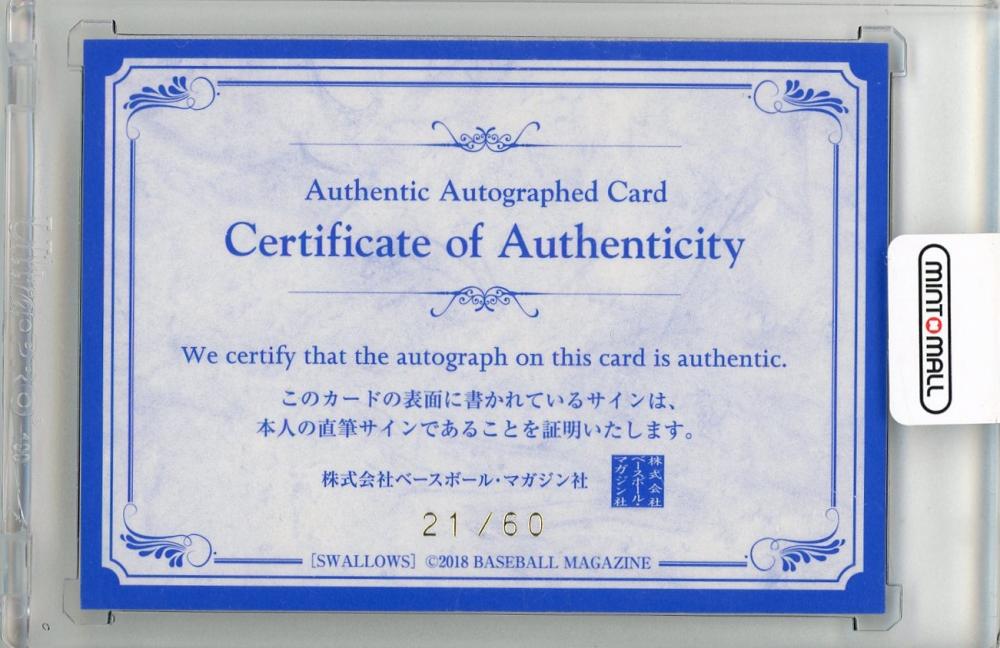 Authentic Autographed Card
Certificate of Authenticity
We certify that the autograph on this card is authentic.
このカードの表面に書かれているサインは、
本人の直筆サインであることを証明いたします。
株式会社ベースボール・マガジン社
株式会社
ベースボール・
マガジン社
21/60
[SWALLOWS] ©2018 BASEBALL MAGAZINE
MINT MALL